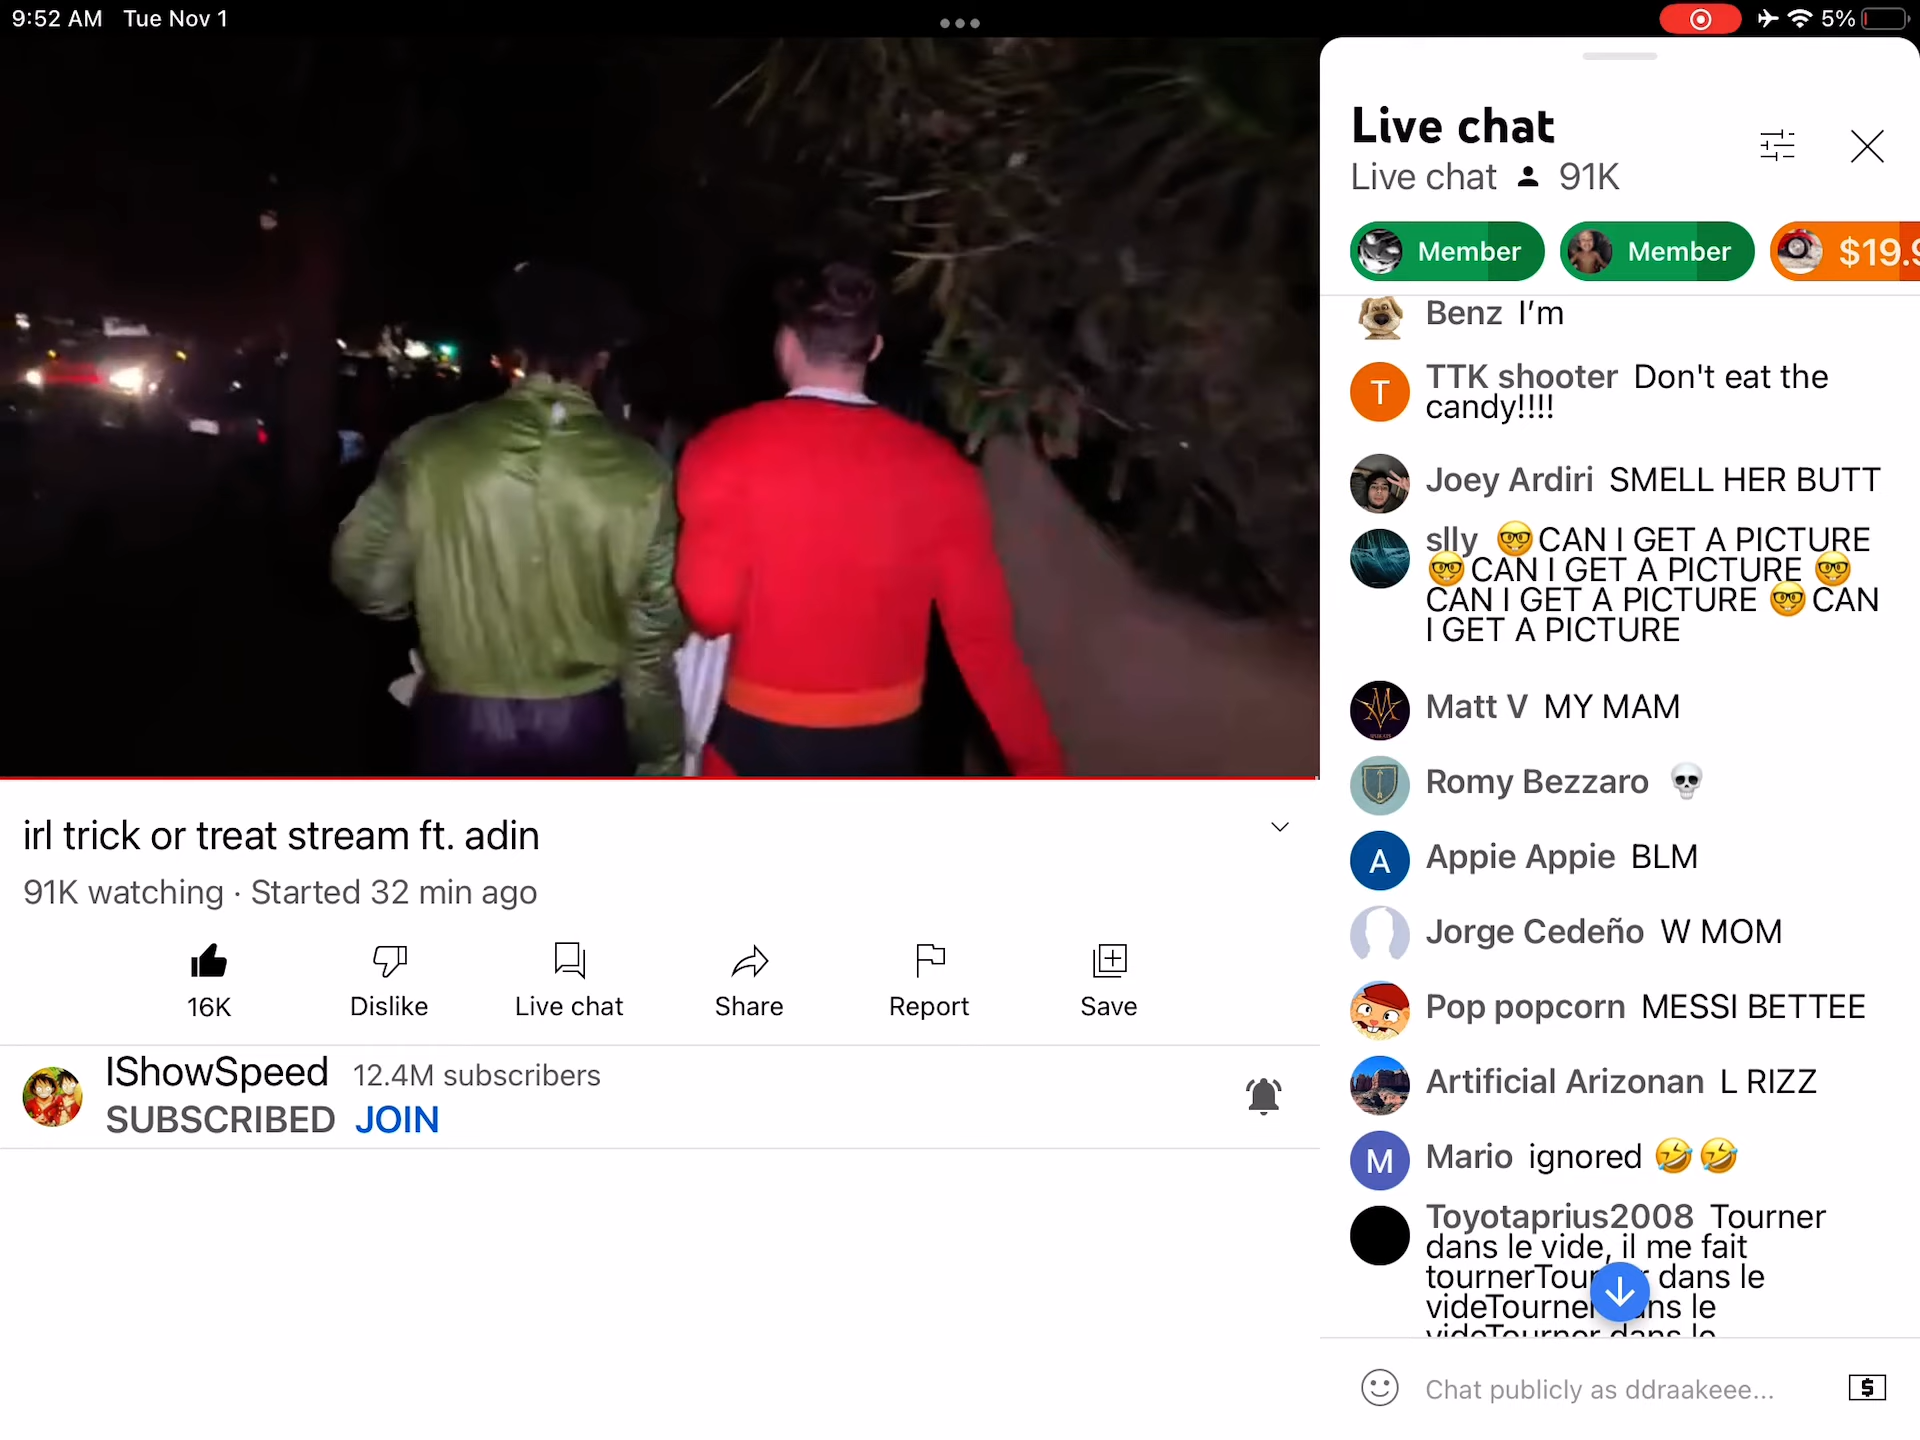 9:52 AM Tue Nov 1
5%
irl trick or treat stream ft. adin
91K watching · Started 32 min ago
16K
Dislike
Live chat
Share
Report
Save
IShowSpeed 12.4M subscribers
SUBSCRIBED JOIN
Live chat
Live chat 91K
Member
Member
$19.9
Benz I'm
TTK shooter Don't eat the
candy!!!!
Joey Ardiri SMELL HER BUTT
slly 🤓CAN I GET A PICTURE
🤓CAN I GET A PICTURE 🤓
CAN I GET A PICTURE 🤓CAN
I GET A PICTURE
Matt V MY MAM
Romy Bezzaro 💀
A
Appie Appie BLM
Jorge Cedeño W MOM
Pop popcorn MESSI BETTEE
Artificial Arizonan L RIZZ
M
Mario ignored 🤣🤣
Toyotaprius2008 Tourner
dans le vide, il me fait
dans le
le
Chat publicly as ddraakeee...